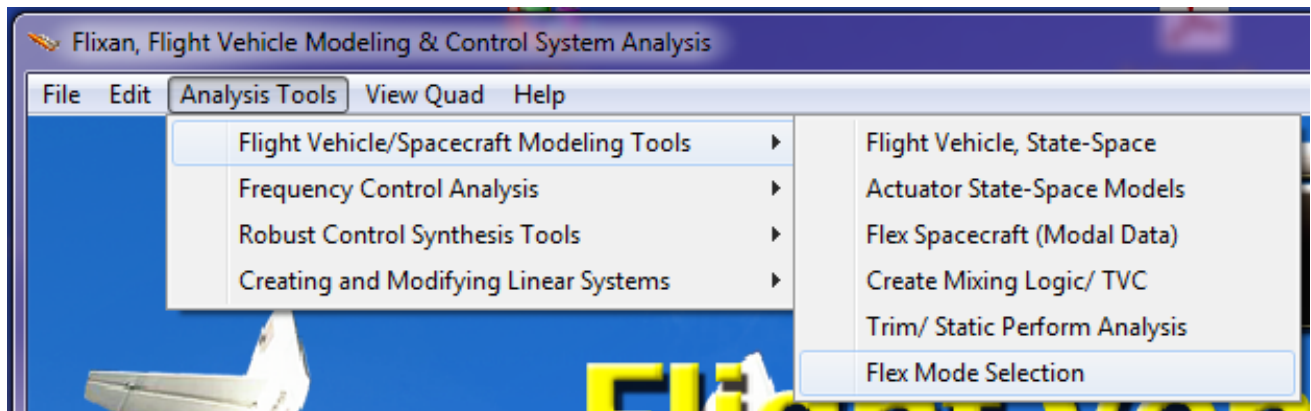 Flixan, Flight Vehicle Modeling & Control System Analysis
File Edit Analysis Tools View Quad Help
Flight Vehicle/Spacecraft Modeling Tools
Frequency Control Analysis
Robust Control Synthesis Tools
Creating and Modifying Linear Systems
Flight Vehicle, State-Space
Actuator State-Space Models
Flex Spacecraft (Modal Data)
Create Mixing Logic/ TVC
Trim/ Static Perform Analysis
Flex Mode Selection